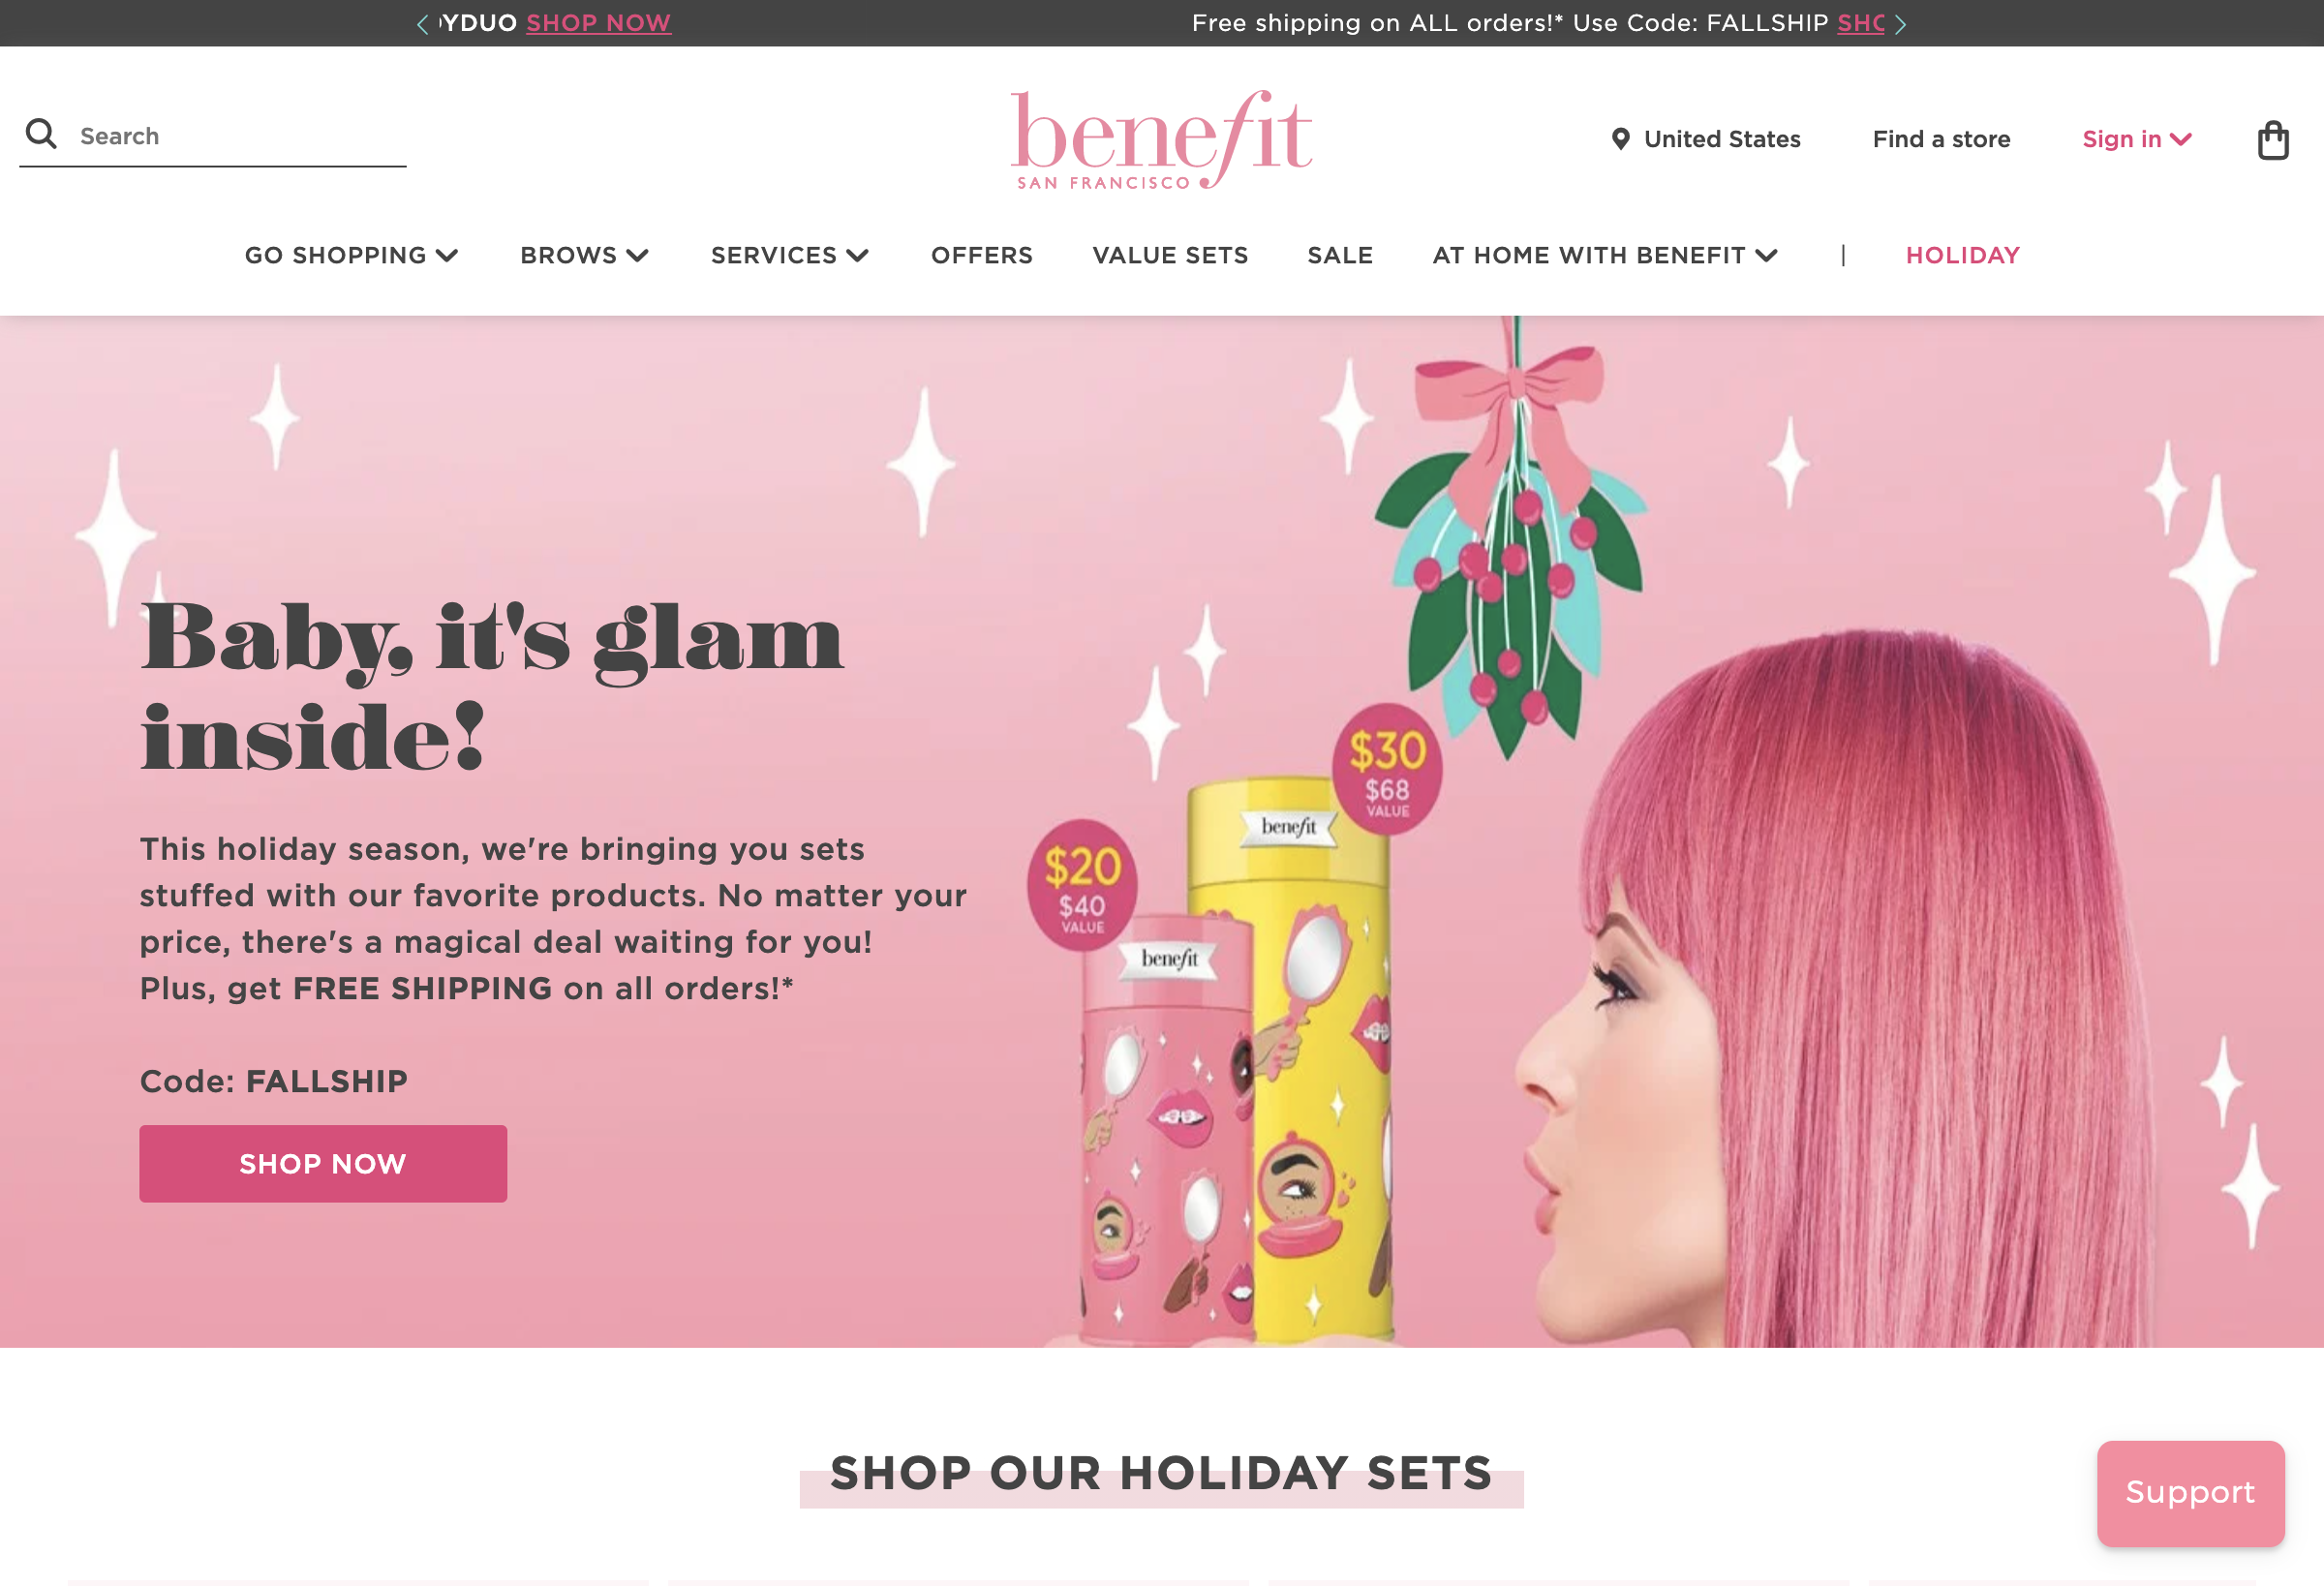 SHOP NOW
Free shipping on ALL orders!* Use Code: FALLSHIP
Search
benefit
SAN FRANCISCO
United States
Find a store
Sign in
GO SHOPPING
BROWS
SERVICES
OFFERS
VALUE SETS
SALE
AT HOME WITH BENEFIT
|
HOLIDAY
Baby, it's glam
inside!
This holiday season, we're bringing you sets
stuffed with our favorite products. No matter your
price, there's a magical deal waiting for you!
Plus, get FREE SHIPPING on all orders!*
Code: FALLSHIP
SHOP NOW
$30
$68
VALUE
benefit
$20
$40
VALUE
benefit
SHOP OUR HOLIDAY SETS
Support